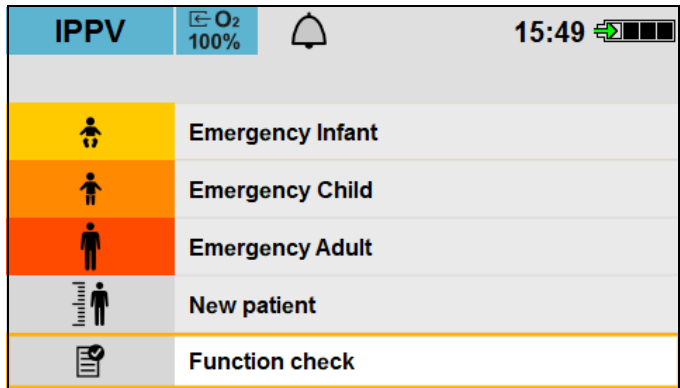 IPPV
O2
100%
15:49
Emergency Infant
Emergency Child
Emergency Adult
New patient
Function check